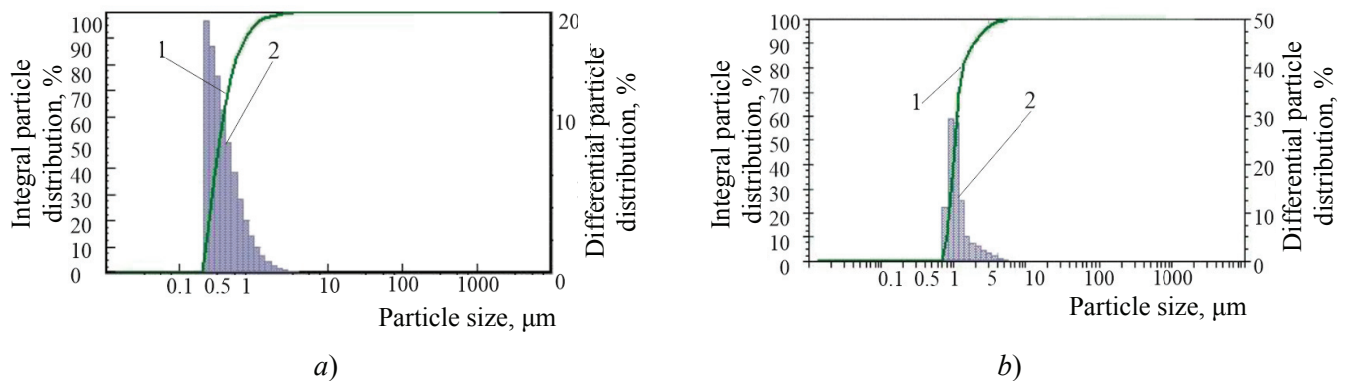 Integral particle
distribution, %
100
90
80
70
60
50
40
30
20
10
0
1
2
20
10
0
Differential particle
distribution, %
0.1 0.5 1 10 100 1000
Particle size, μm
a)
Integral particle
distribution, %
100
90
80
70
60
50
40
30
20
10
0
1
2
50
40
30
20
10
0
Differential particle
distribution, %
0.1 0.5 1 5 10 100 1000
Particle size, μm
b)